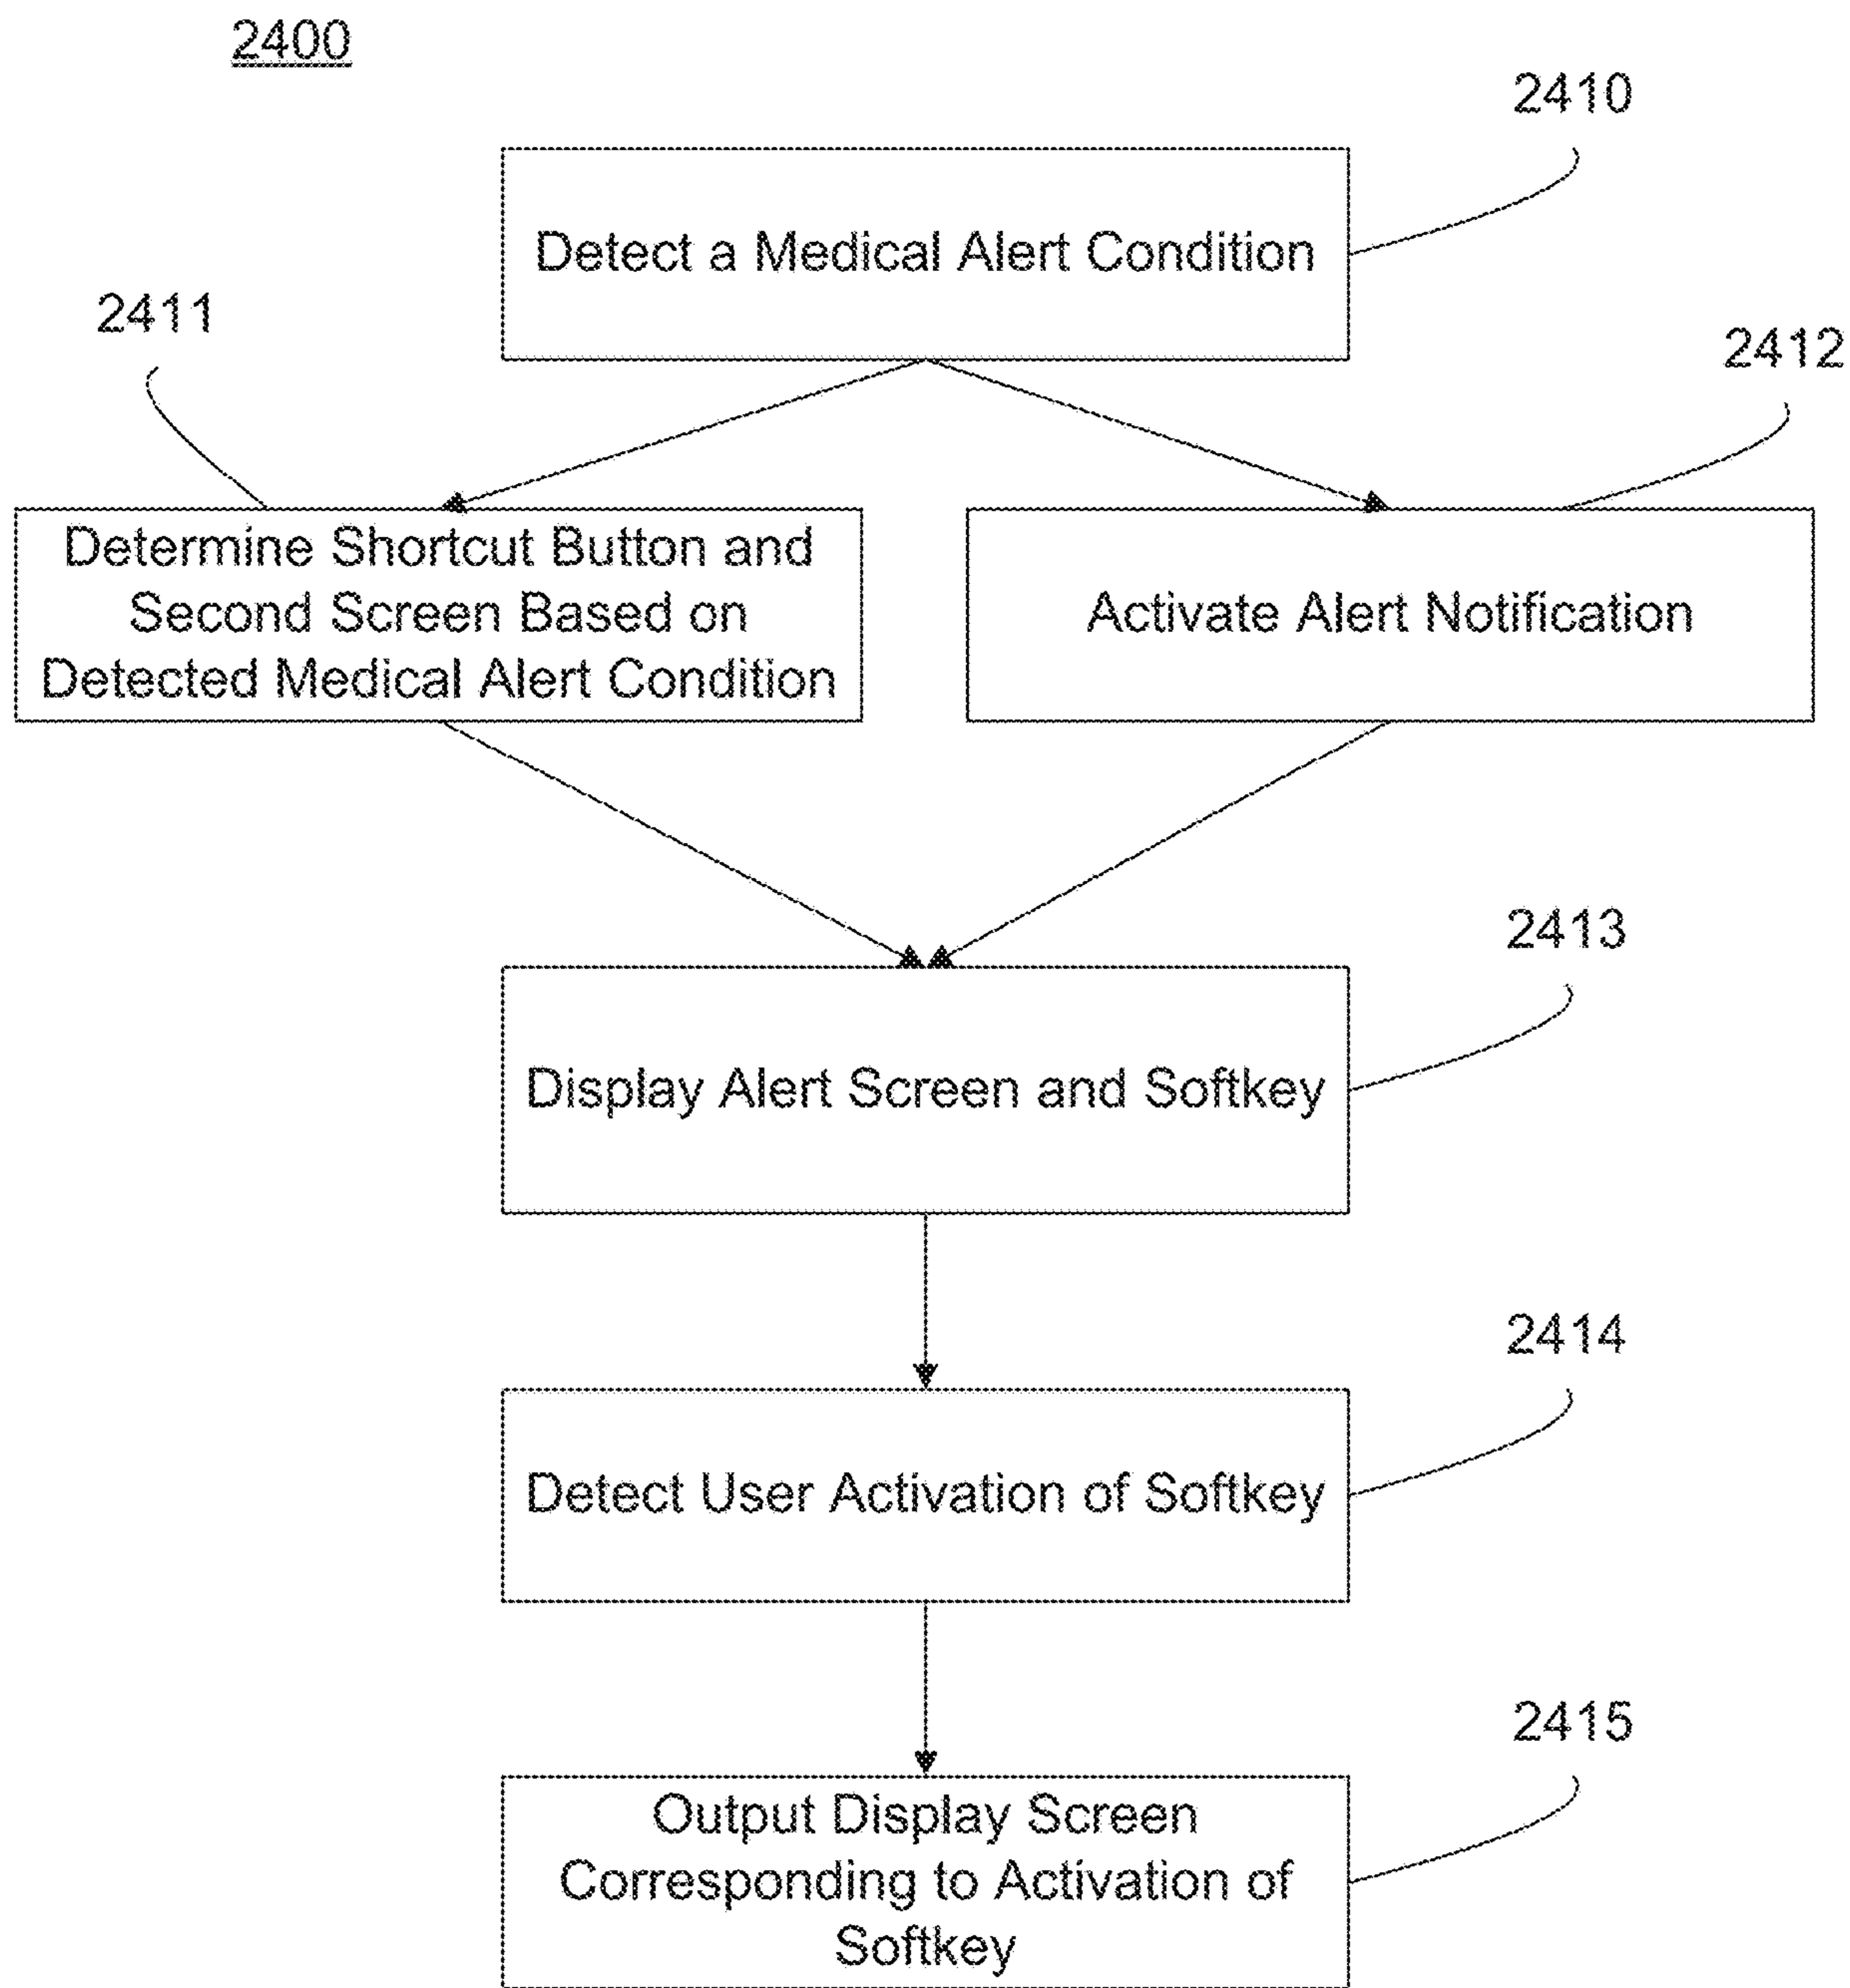 2400
2410
Detect a Medical Alert Condition
2411
2412
Determine Shortcut Button and
Second Screen Based on
Detected Medical Alert Condition
Activate Alert Notification
2413
Display Alert Screen and Softkey
2414
Detect User Activation of Softkey
2415
Output Display Screen
Corresponding to Activation of
Softkey